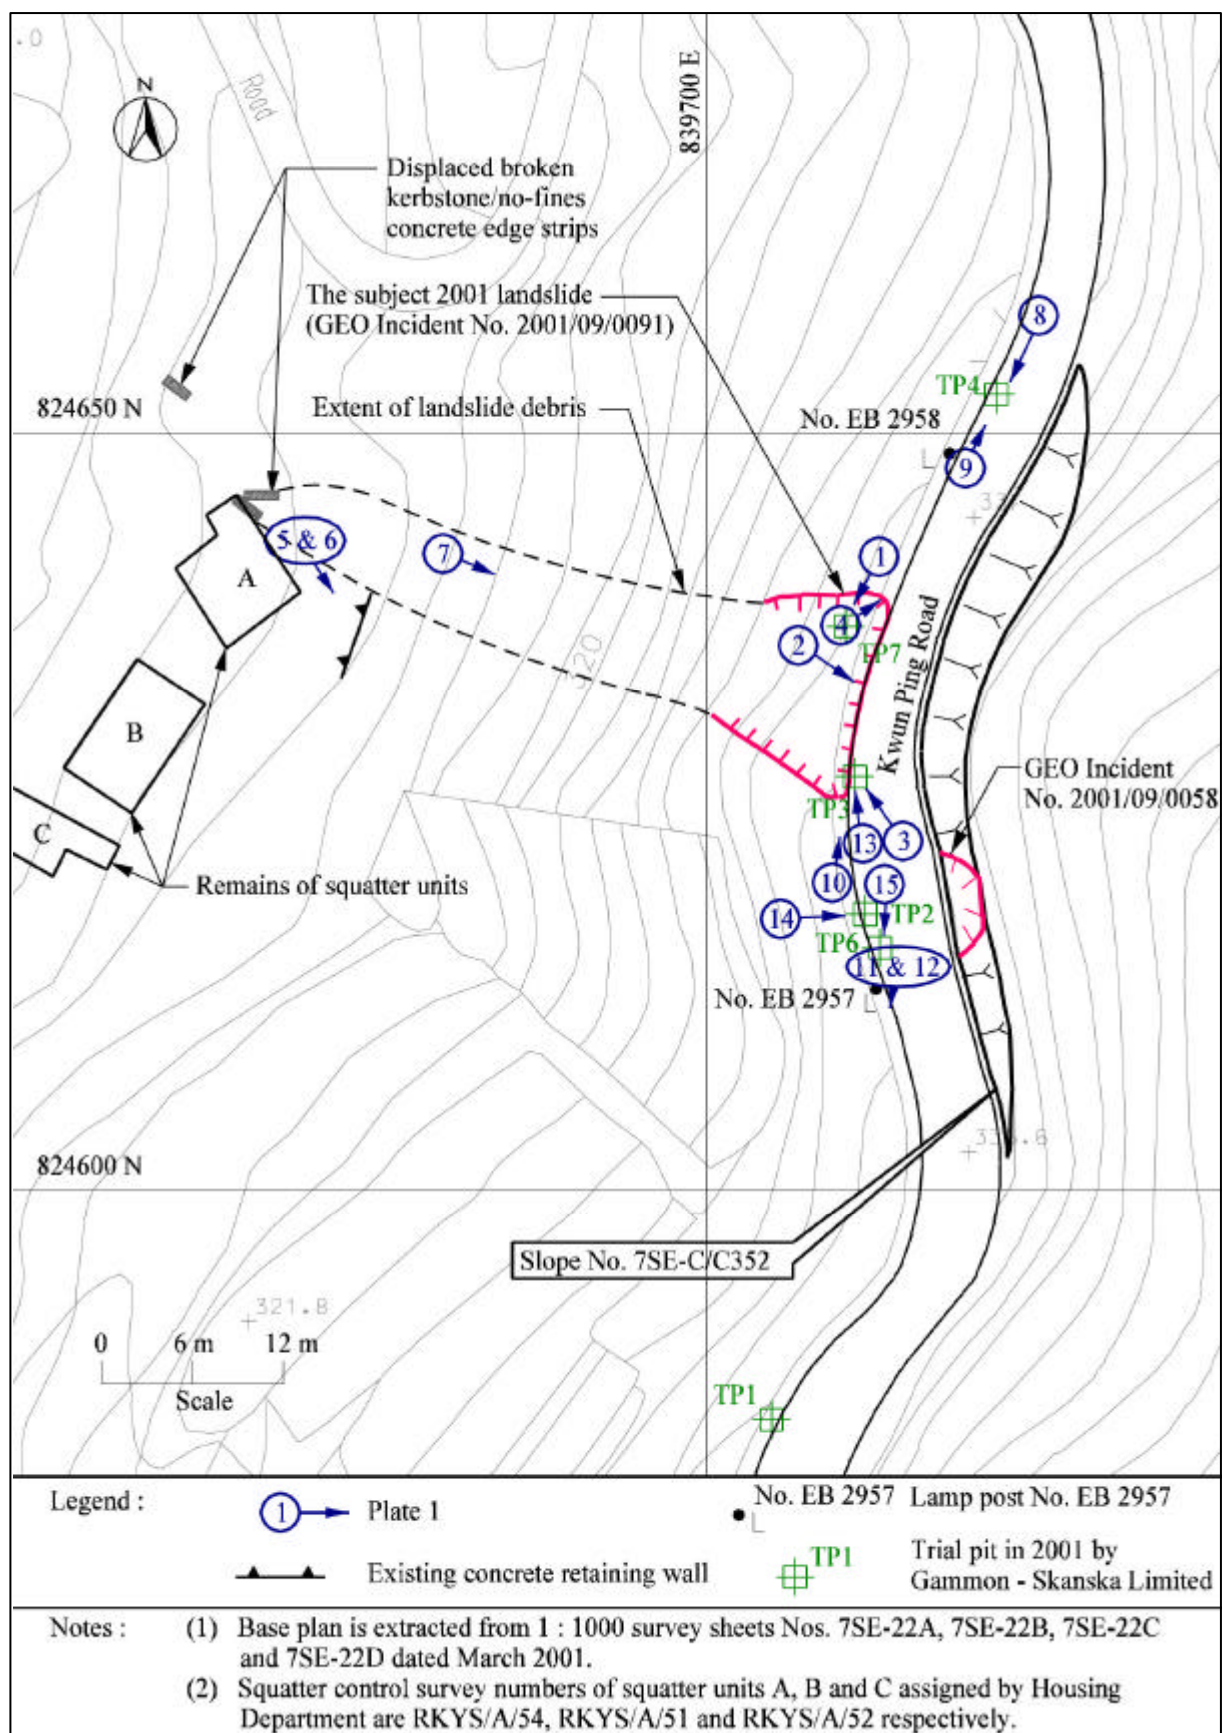 .0
N
Road
839700 E
Displaced broken
kerbstone/no-fines
concrete edge strips
The subject 2001 landslide
(GEO Incident No. 2001/09/0091)
8
TP4
824650 N
Extent of landslide debris
No. EB 2958
9
5 & 6
7
1
A
4
2
TP7
320
Kwun Ping Road
B
GEO Incident
No. 2001/09/0058
TP3
C
13
3
10
15
Remains of squatter units
14
TP2
TP6
11 & 12
No. EB 2957
824600 N
Slope No. 7SE-C/C352
321.8
0 6 m 12 m
Scale
TP1
Legend :
1 Plate 1
No. EB 2957 Lamp post No. EB 2957
Existing concrete retaining wall
TP1 Trial pit in 2001 by
Gammon - Skanska Limited
Notes : (1) Base plan is extracted from 1 : 1000 survey sheets Nos. 7SE-22A, 7SE-22B, 7SE-22C
and 7SE-22D dated March 2001.
(2) Squatter control survey numbers of squatter units A, B and C assigned by Housing
Department are RKYS/A/54, RKYS/A/51 and RKYS/A/52 respectively.